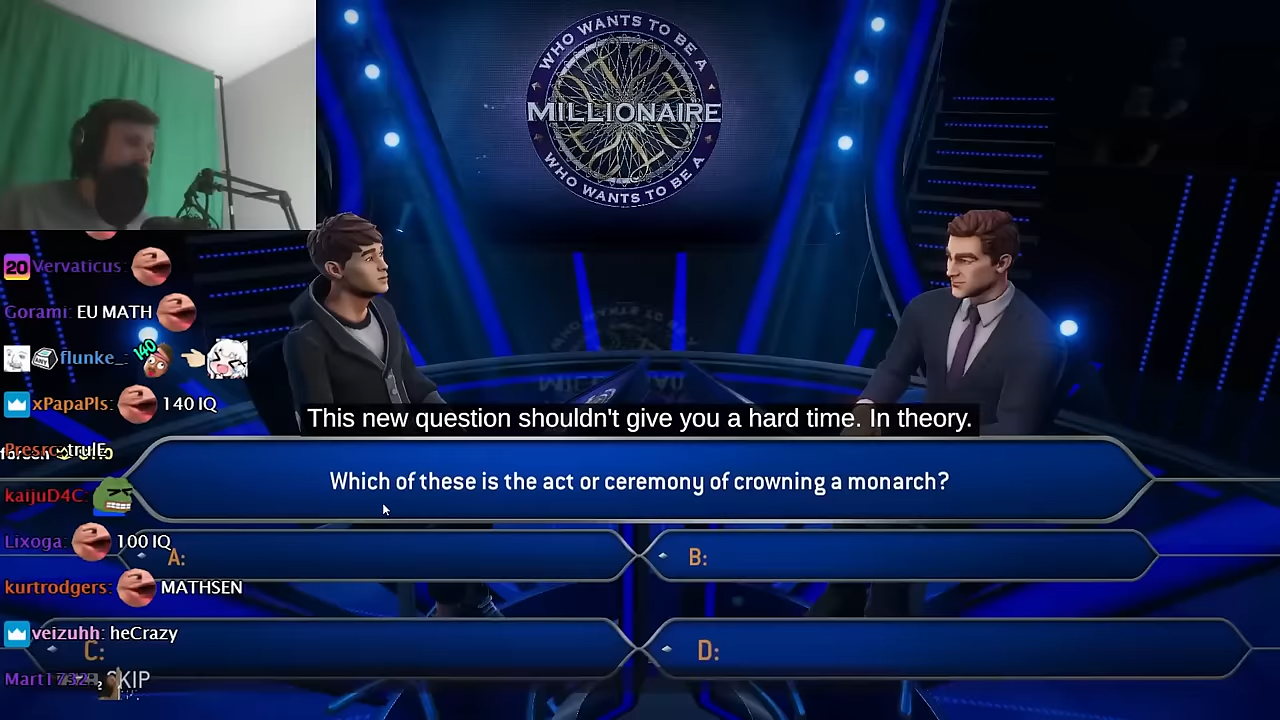 WHO WANTS TO BE A
MILLIONAIRE
WHO WANTS TO BE A
20 Vervaticus:
Gorami: EU MATH
flunke_: 140
xPapaPls: 140 IQ
trulE
kaijuD4C:
Lixoga: 100 IQ
kurtrodgers: MATHSEN
veizuhh: heCrazy
This new question shouldn't give you a hard time. In theory.
Which of these is the act or ceremony of crowning a monarch?
A:
B:
C:
D: